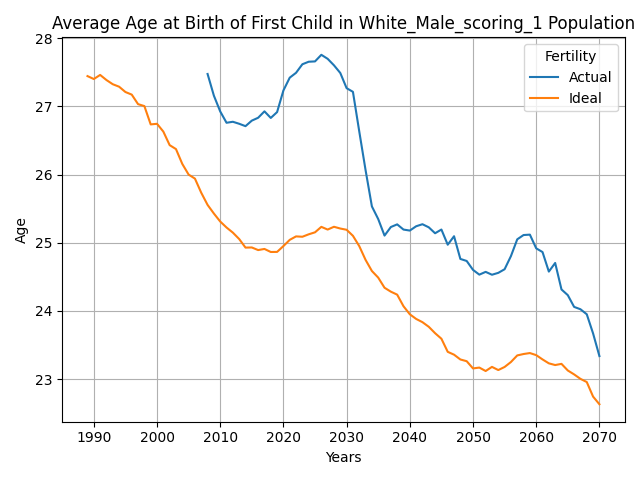 Average Age at Birth of First Child in White_Male_scoring_1 Population
28
27
26
25
24
23
Age
Fertility
Actual
Ideal
1990 2000 2010 2020 2030 2040 2050 2060 2070
Years